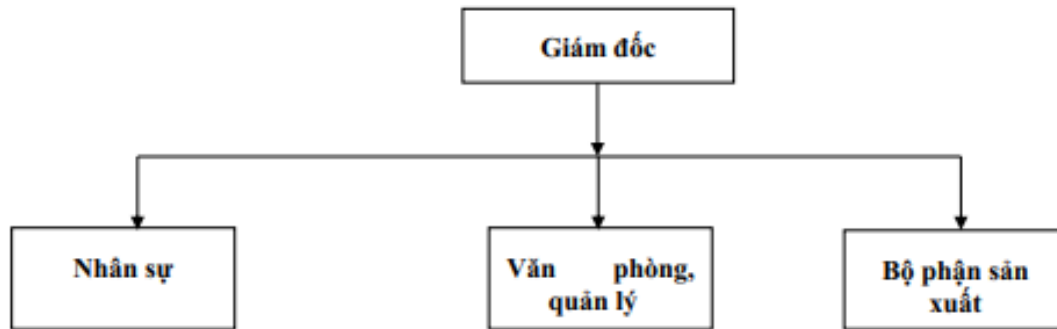 Giám đốc
Nhân sự
Văn phòng,
quản lý
Bộ phận sản
xuất